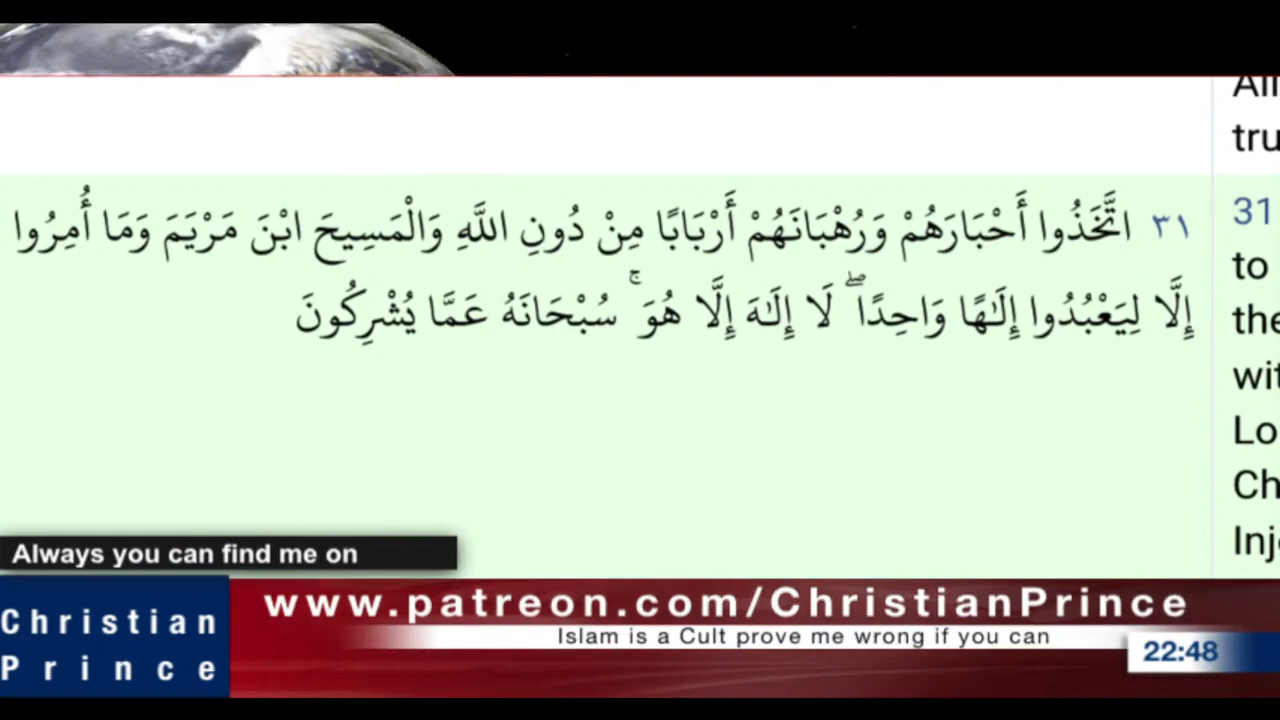 All
tru
٣١ اتَّخَذُوا أَحْبَارَهُمْ وَرُهْبَانَهُمْ أَرْبَابًا مِنْ دُونِ اللَّهِ وَالْمَسِيحَ ابْنَ مَرْيَمَ وَمَا أُمِرُوا
إِلَّا لِيَعْبُدُوا إِلَٰهًا وَاحِدًا ۖ لَا إِلَٰهَ إِلَّا هُوَ ۚ سُبْحَانَهُ عَمَّا يُشْرِكُونَ
31
to
the
wit
Lo
Ch
Inj
Always you can find me on
Christian
Prince
www.patreon.com/ChristianPrince
Islam is a Cult prove me wrong if you can
22:48